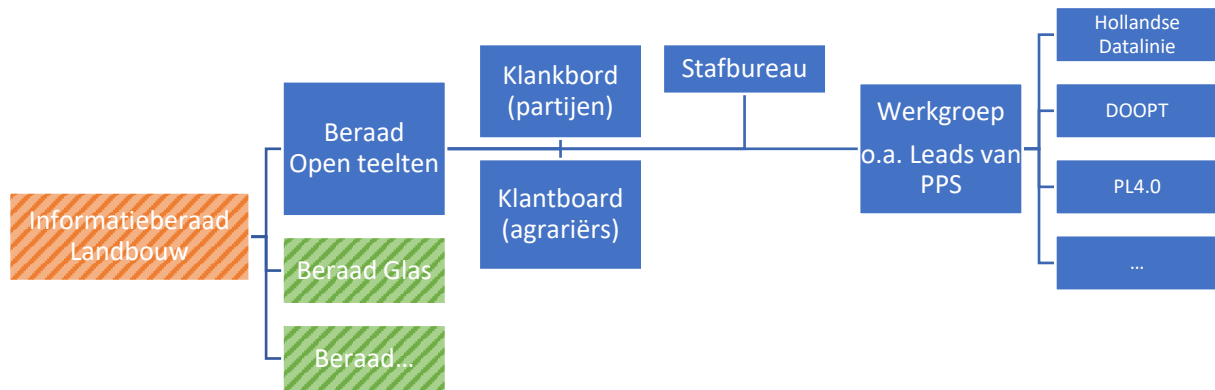 Informatieberaad
Landbouw
Beraad
Open teelten
Beraad Glas
Beraad...
Klankbord
(partijen)
Klantboard
(agrariërs)
Stafbureau
Werkgroep
o.a. Leads van
PPS
Hollandse
Datalinie
DOOPT
PL4.0
...